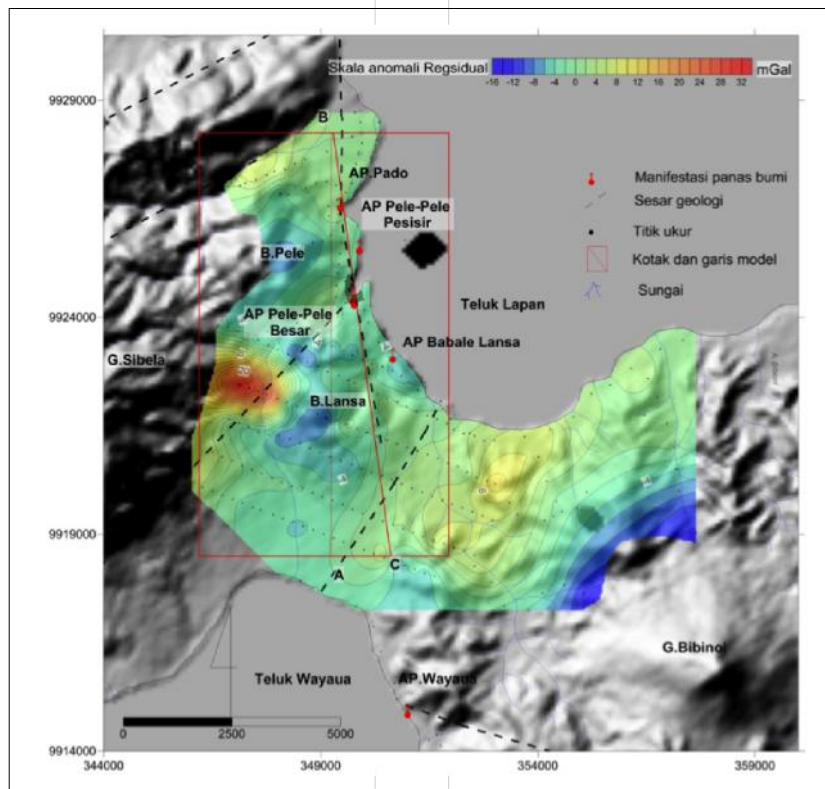 Skala anomali Regsidual
mGal
-16 -12 -8 -4 0 4 8 12 16 20 24 28 32
9929000
B
AP.Pado
AP Pele-Pele
Pesisir
Manifestasi panas bumi
Sesar geologi
Titik ukur
Kotak dan garis model
Sungai
B.Pele
9924000
Teluk Lapan
AP Pele-Pele
Besar
AP Babale Lansa
G.Sibela
B.Lansa
9919000
A
C
G.Bibinoi
Teluk Wayaua
AP.Wayaua
0 2500 5000
9914000
344000 349000 354000 359000